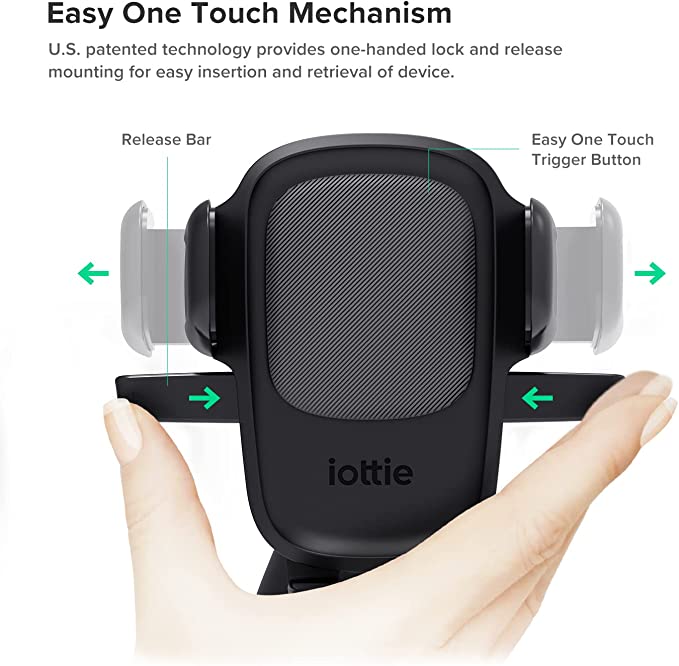 Easy One Touch Mechanism
U.S. patented technology provides one-handed lock and release
mounting for easy insertion and retrieval of device.
Release Bar
Easy One Touch
Trigger Button
iottie